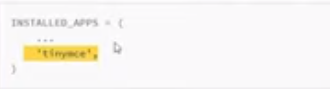 INSTALLED_APPS = (
...
'tinymce',
)